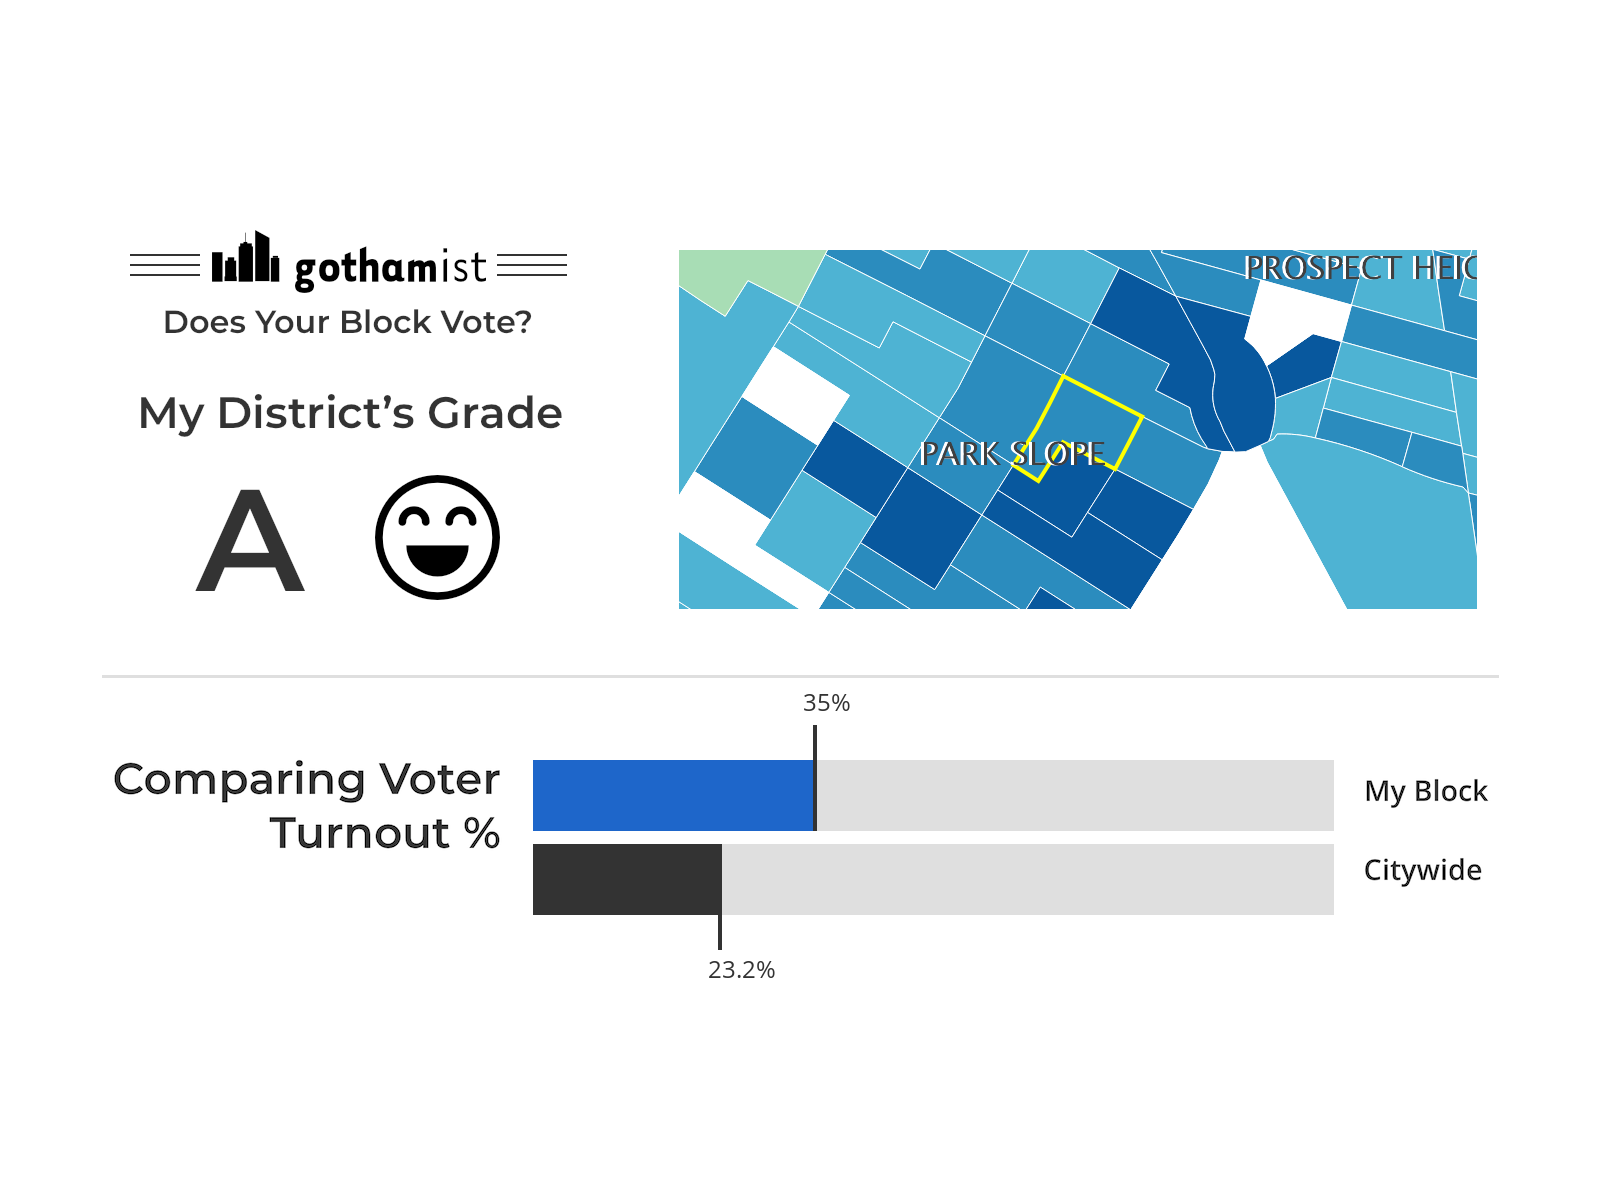 gothamist
Does Your Block Vote?
My District’s Grade
A
PROSPECT HEIG
PARK SLOPE
35%
Comparing Voter
Turnout %
My Block
Citywide
23.2%